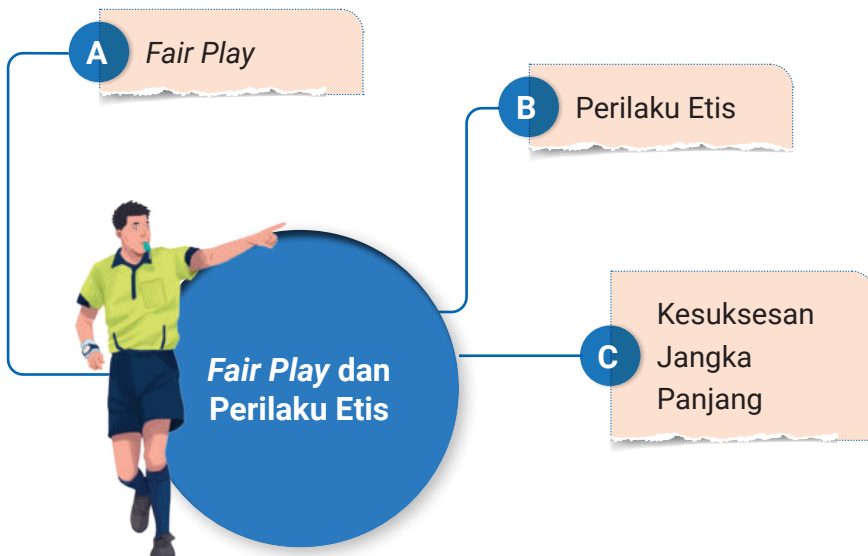 A
Fair Play
B
Perilaku Etis
Fair Play dan
Perilaku Etis
C
Kesuksesan
Jangka
Panjang